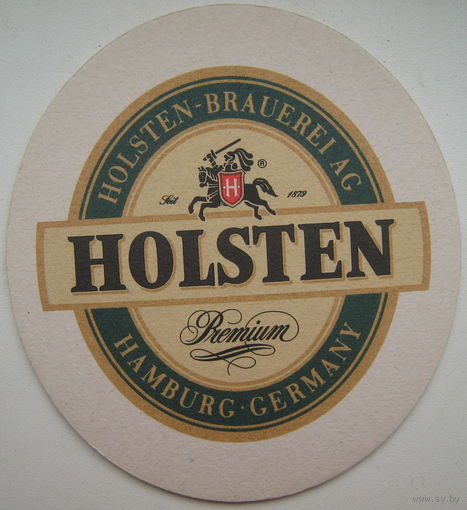 HOLSTEN-BRAUEREI AG
H
®
Seit 1879
HOLSTEN
Premium
HAMBURG · GERMANY
www.ay.by